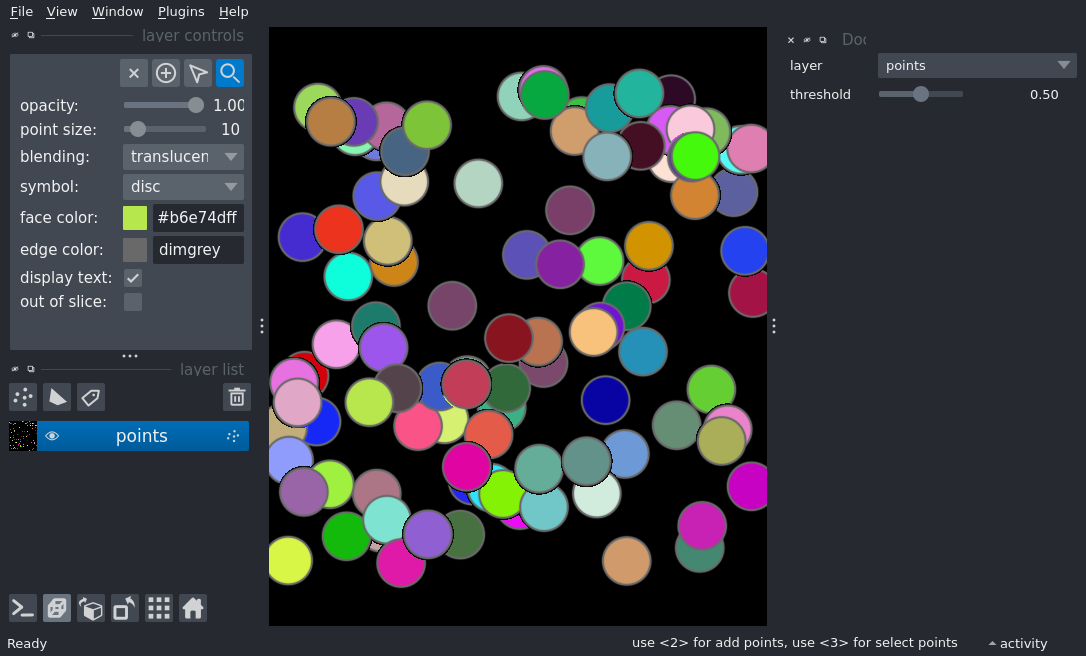 File View Window Plugins Help
layer controls
opacity: 1.00
point size: 10
blending: translucen
symbol: disc
face color: #b6e74dff
edge color: dimgrey
display text:
out of slice:
layer list
points
Doc
layer points
threshold 0.50
Ready
use <2> for add points, use <3> for select points
activity